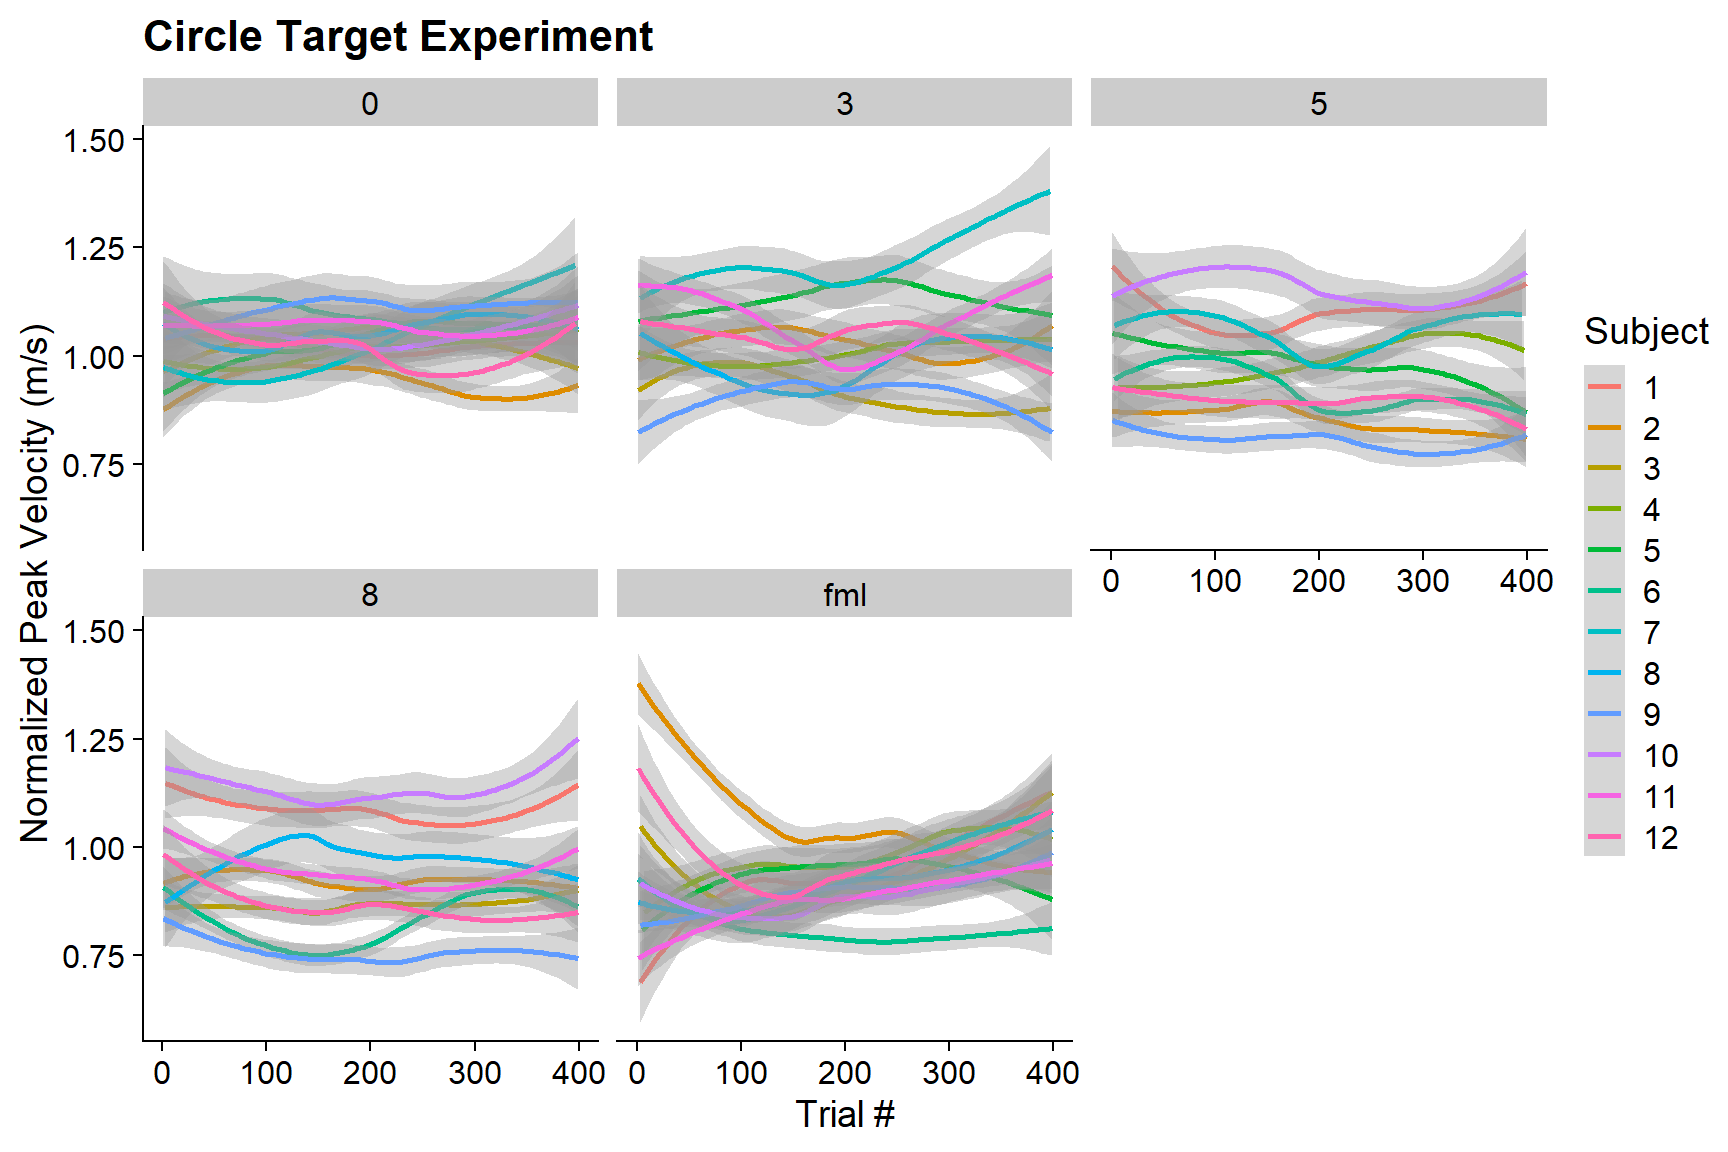 Circle Target Experiment
0 3 5
1.50
1.25
1.00
0.75
0 100 200 300 400
8 fml
1.50
1.25
1.00
0.75
0 100 200 300 400 0 100 200 300 400
Normalized Peak Velocity (m/s)
Trial #
Subject
1
2
3
4
5
6
7
8
9
10
11
12